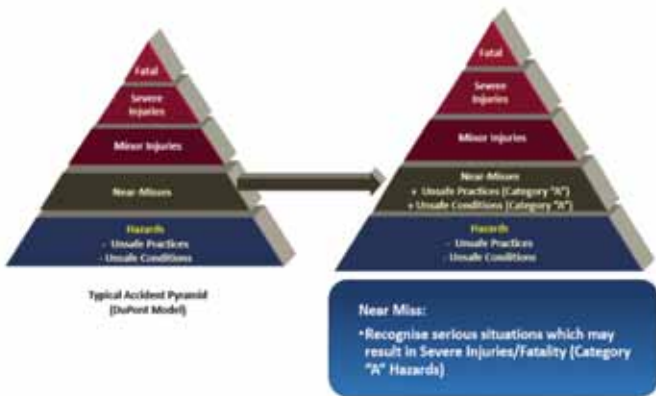 Fatal
Severe
Injuries
Minor Injuries
Near-Misses
Hazards
- Unsafe Practices
- Unsafe Conditions
Typical Accident Pyramid
(DuPont Model)
Fatal
Severe
Injuries
Minor Injuries
Near-Misses
+ Unsafe Practices (Category "A")
+ Unsafe Conditions (Category "A")
Hazards
- Unsafe Practices
- Unsafe Conditions
Near Miss:
•Recognise serious situations which may
result in Severe Injuries/Fatality (Category
"A" Hazards)